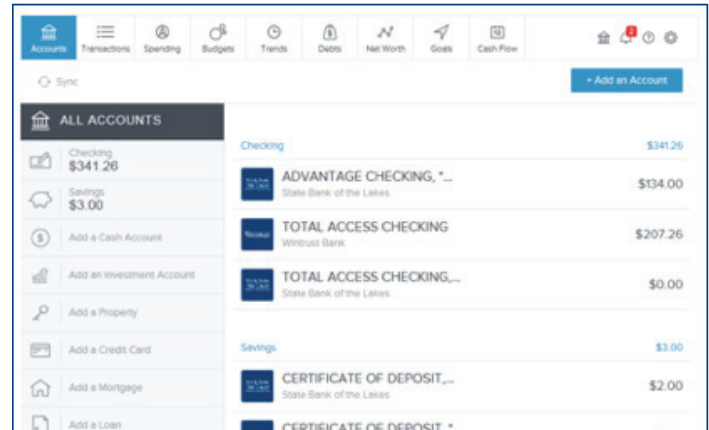 Accounts Transactions Spending Budgets Trends Debts Net Worth Goals Cash Flow
2
Sync
+ Add an Account
ALL ACCOUNTS
Checking
$341.26
Savings
$3.00
Add a Cash Account
Add an Investment Account
Add a Property
Add a Credit Card
Add a Mortgage
Add a Loan
Checking $341.26
ADVANTAGE CHECKING, *...
State Bank of the Lakes
$134.00
TOTAL ACCESS CHECKING
Wintrust Bank
$207.26
TOTAL ACCESS CHECKING,...
State Bank of the Lakes
$0.00
Savings $3.00
CERTIFICATE OF DEPOSIT,...
State Bank of the Lakes
$2.00
CERTIFICATE OF DEPOSIT, *